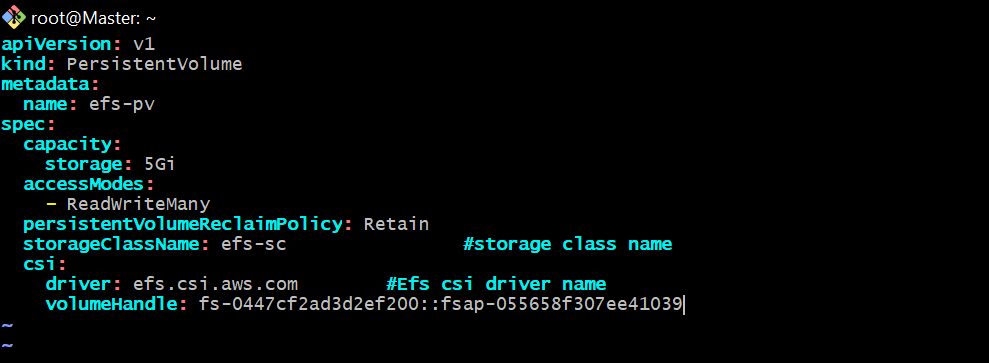 root@Master: ~
apiVersion: v1
kind: PersistentVolume
metadata:
  name: efs-pv
spec:
  capacity:
    storage: 5Gi
  accessModes:
    - ReadWriteMany
  persistentVolumeReclaimPolicy: Retain
  storageClassName: efs-sc                #storage class name
  csi:
    driver: efs.csi.aws.com        #Efs csi driver name
    volumeHandle: fs-0447cf2ad3d2ef200::fsap-055658f307ee41039
~
~